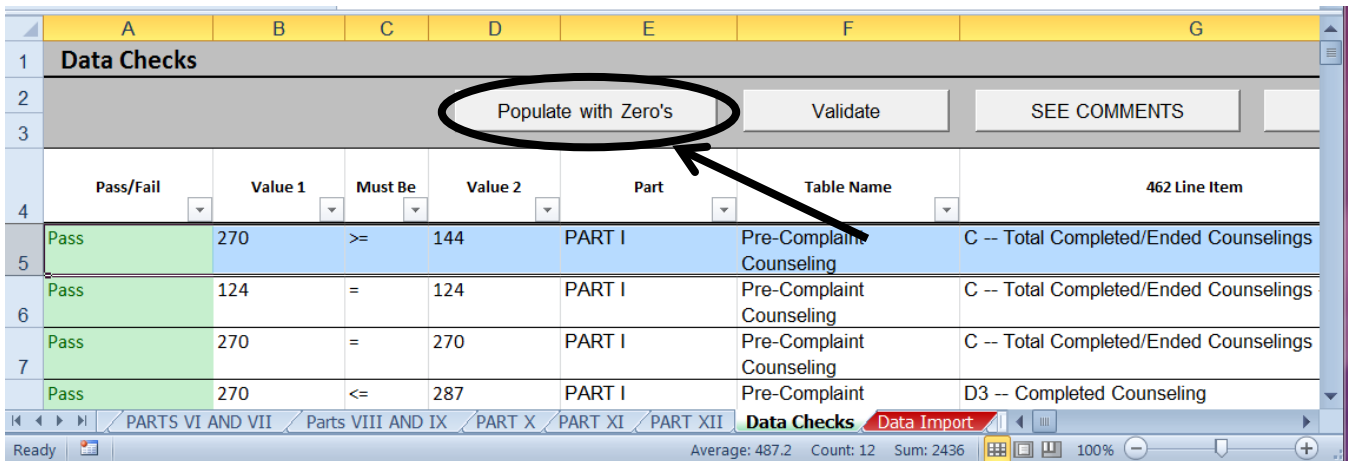 A B C D E F G
1 Data Checks
2 Populate with Zero's Validate SEE COMMENTS
3
4 Pass/Fail Value 1 Must Be Value 2 Part Table Name 462 Line Item
5 Pass 270 >= 144 PART I Pre-Complaint Counseling C -- Total Completed/Ended Counselings
6 Pass 124 = 124 PART I Pre-Complaint Counseling C -- Total Completed/Ended Counselings
7 Pass 270 = 270 PART I Pre-Complaint Counseling C -- Total Completed/Ended Counselings
Pass 270 <= 287 PART I Pre-Complaint D3 -- Completed Counseling
PARTS VI AND VII Parts VIII AND IX PART X PART XI PART XII Data Checks Data Import
Ready Average: 487.2 Count: 12 Sum: 2436 100%